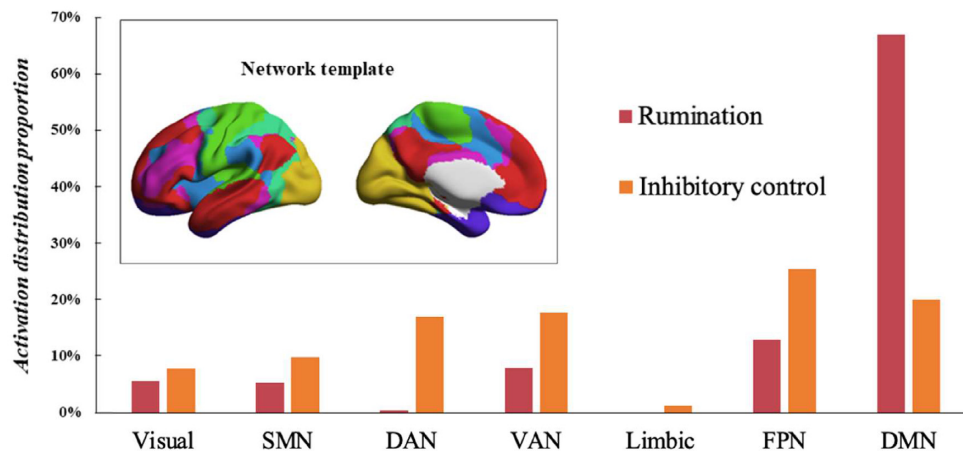 Activation distribution proportion
70%
60%
50%
40%
30%
20%
10%
0%
Network template
Rumination
Inhibitory control
Visual SMN DAN VAN Limbic FPN DMN